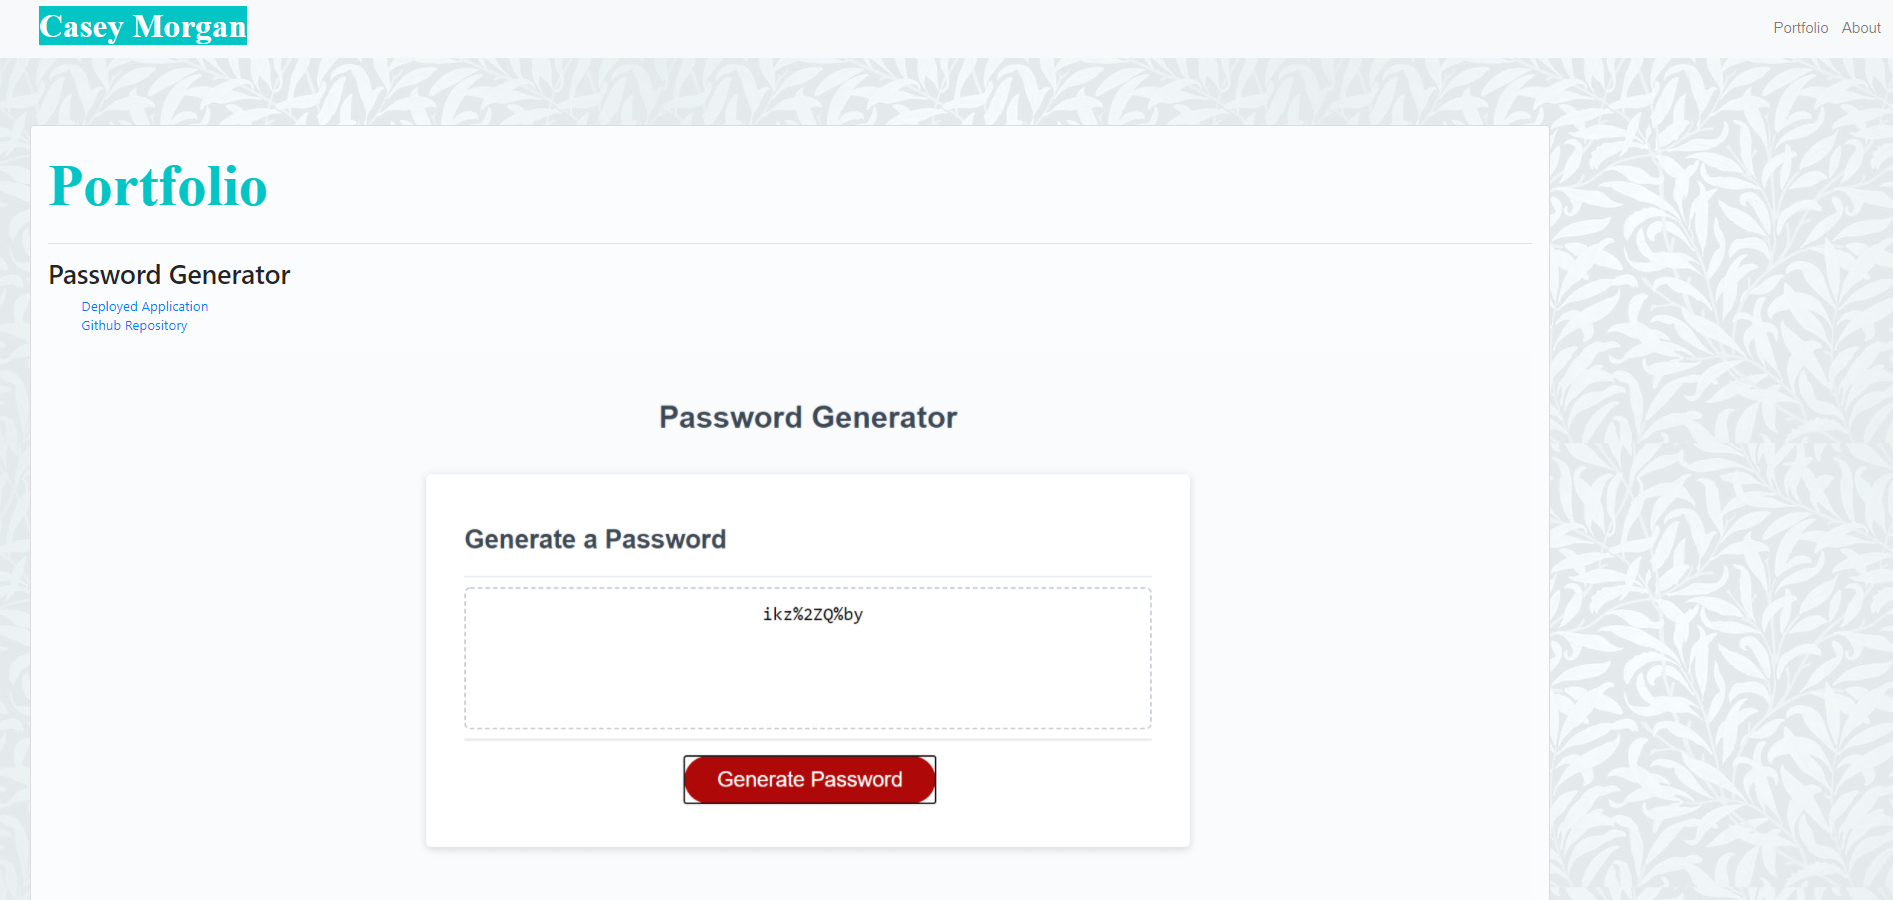 Casey Morgan
Portfolio About
Portfolio
Password Generator
Deployed Application
Github Repository
Password Generator
Generate a Password
ikz%2ZQ%by
Generate Password